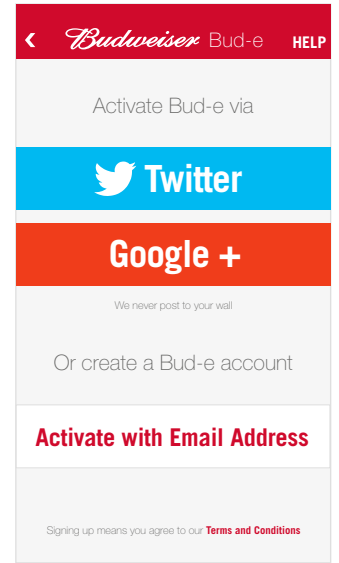 ‹ Budweiser Bud-e HELP
Activate Bud-e via
Twitter
Google +
We never post to your wall
Or create a Bud-e account
Activate with Email Address
Signing up means you agree to our Terms and Conditions